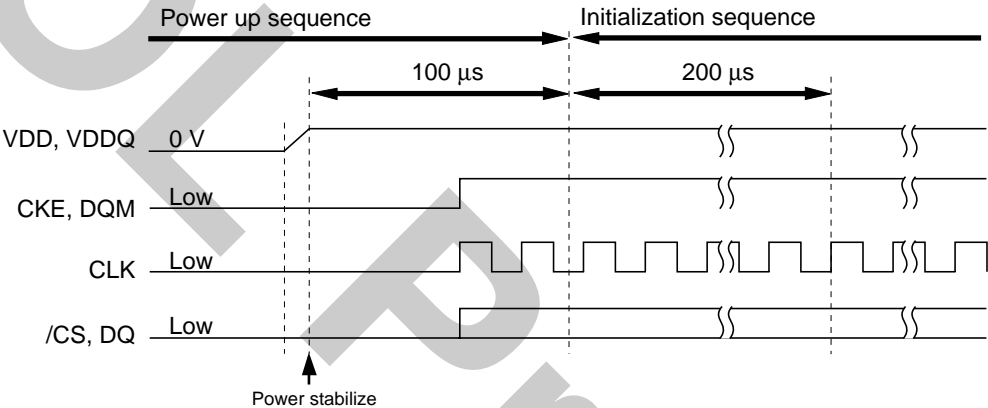 Power up sequence
Initialization sequence
100 μs
200 μs
VDD, VDDQ
0 V
CKE, DQM
Low
CLK
Low
/CS, DQ
Low
Power stabilize